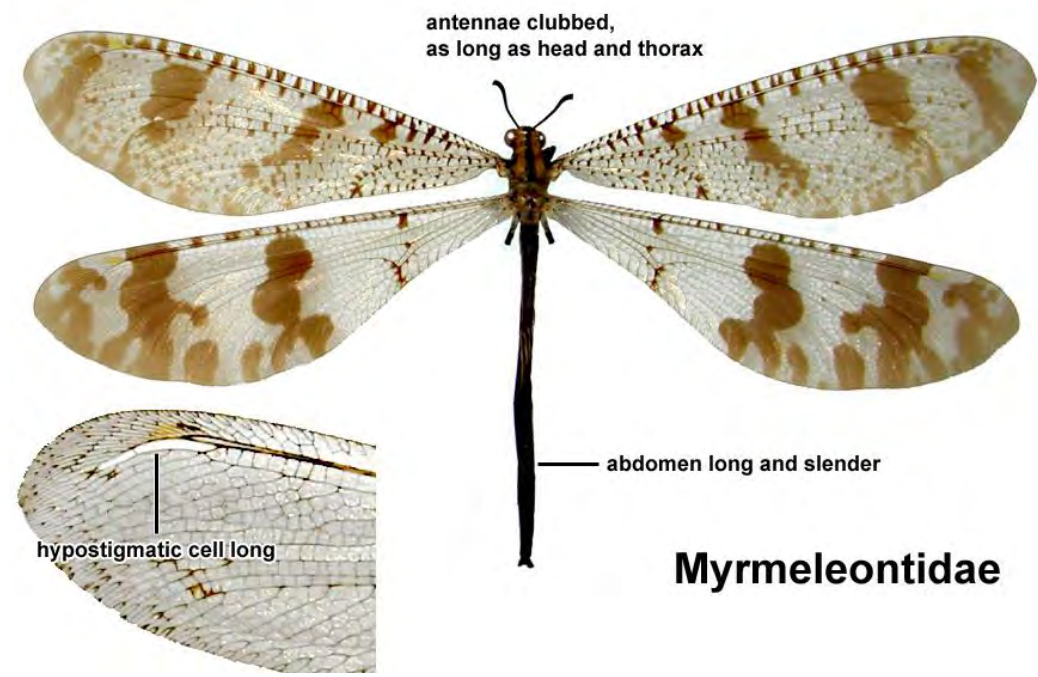 antennae clubbed,
as long as head and thorax
abdomen long and slender
hypostigmatic cell long
Myrmeleontidae